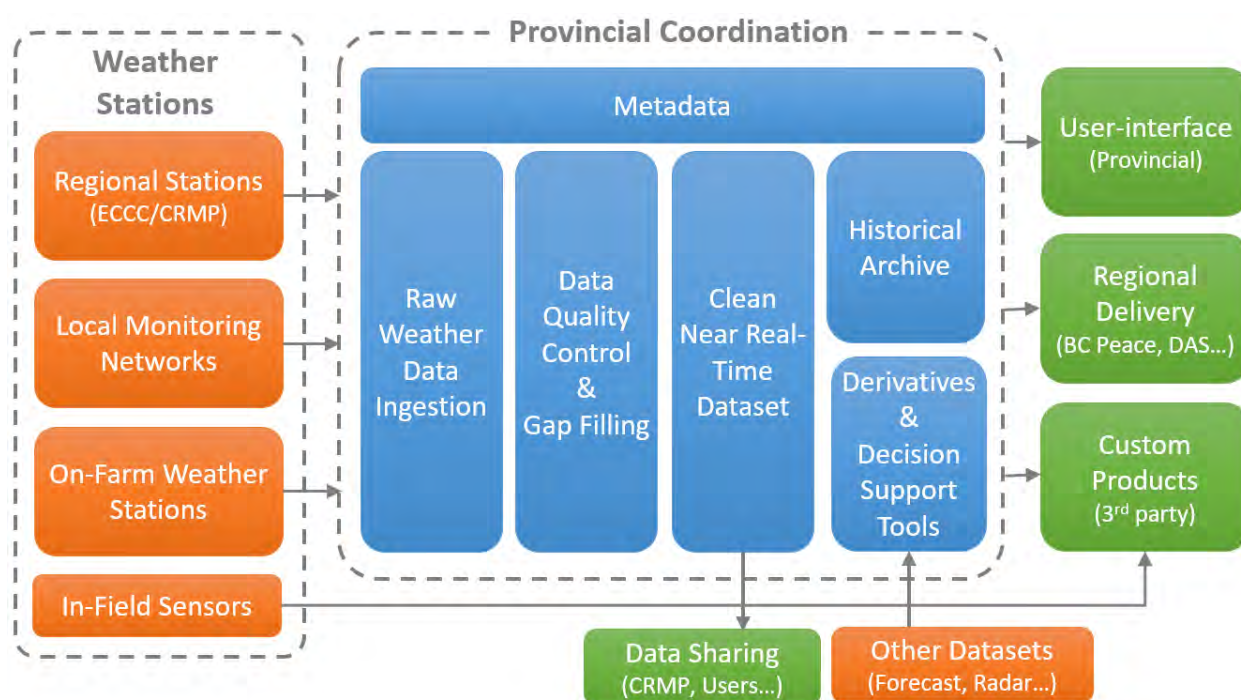 Weather
Stations
Regional Stations
(ECCC/CRMP)
Local Monitoring
Networks
On-Farm Weather
Stations
In-Field Sensors
Provincial Coordination
Metadata
Raw
Weather
Data
Ingestion
Data
Quality
Control
&
Gap Filling
Clean
Near Real-
Time
Dataset
Historical
Archive
Derivatives
&
Decision
Support
Tools
User-interface
(Provincial)
Regional
Delivery
(BC Peace, DAS...)
Custom
Products
(3rd party)
Data Sharing
(CRMP, Users...)
Other Datasets
(Forecast, Radar...)